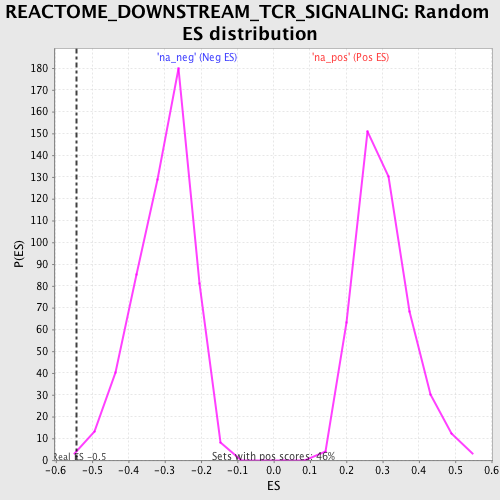 REACTOME_DOWNSTREAM_TCR_SIGNALING: Random
ES distribution
'na_neg' (Neg ES)
'na_pos' (Pos ES)
P(ES)
180
170
160
150
140
130
120
110
100
90
80
70
60
50
40
30
20
10
0
Real ES -0.5
Sets with pos scores: 46%
-0.6 -0.5 -0.4 -0.3 -0.2 -0.1 0.0 0.1 0.2 0.3 0.4 0.5 0.6
ES